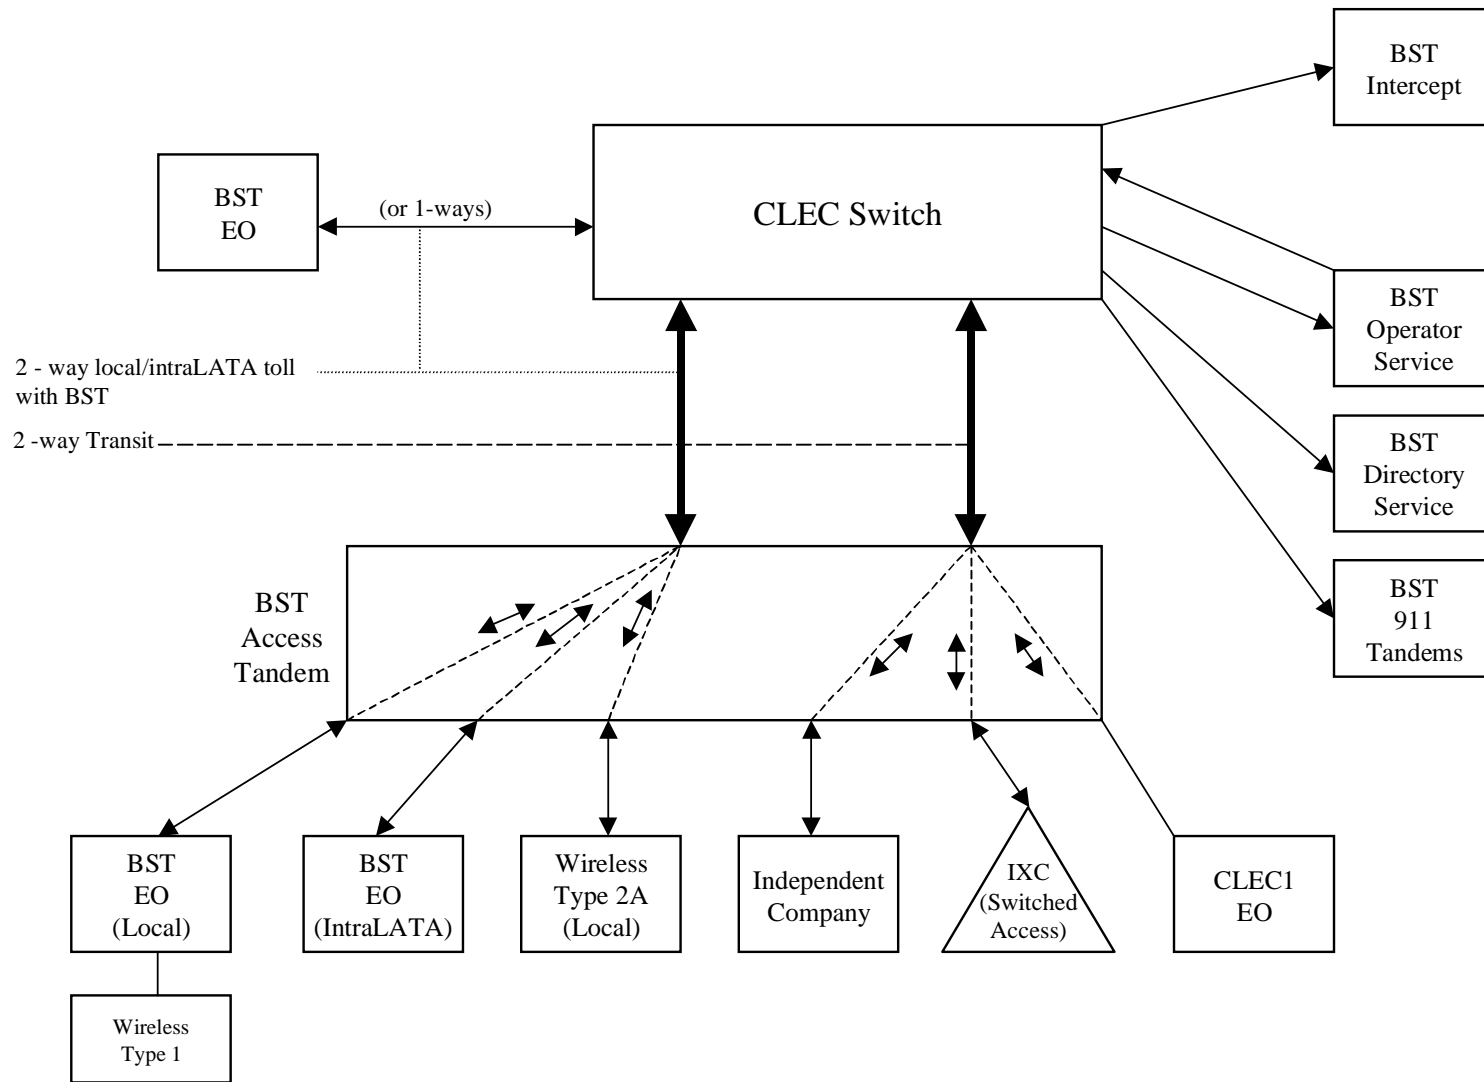 BST
Intercept
BST
EO
(or 1-ways)
CLEC Switch
BST
Operator
Service
2 - way local/intraLATA toll
with BST
2 -way Transit
BST
Directory
Service
BST
911
Tandems
BST
Access
Tandem
BST
EO
(Local)
BST
EO
(IntraLATA)
Wireless
Type 2A
(Local)
Independent
Company
IXC
(Switched
Access)
CLEC1
EO
Wireless
Type 1